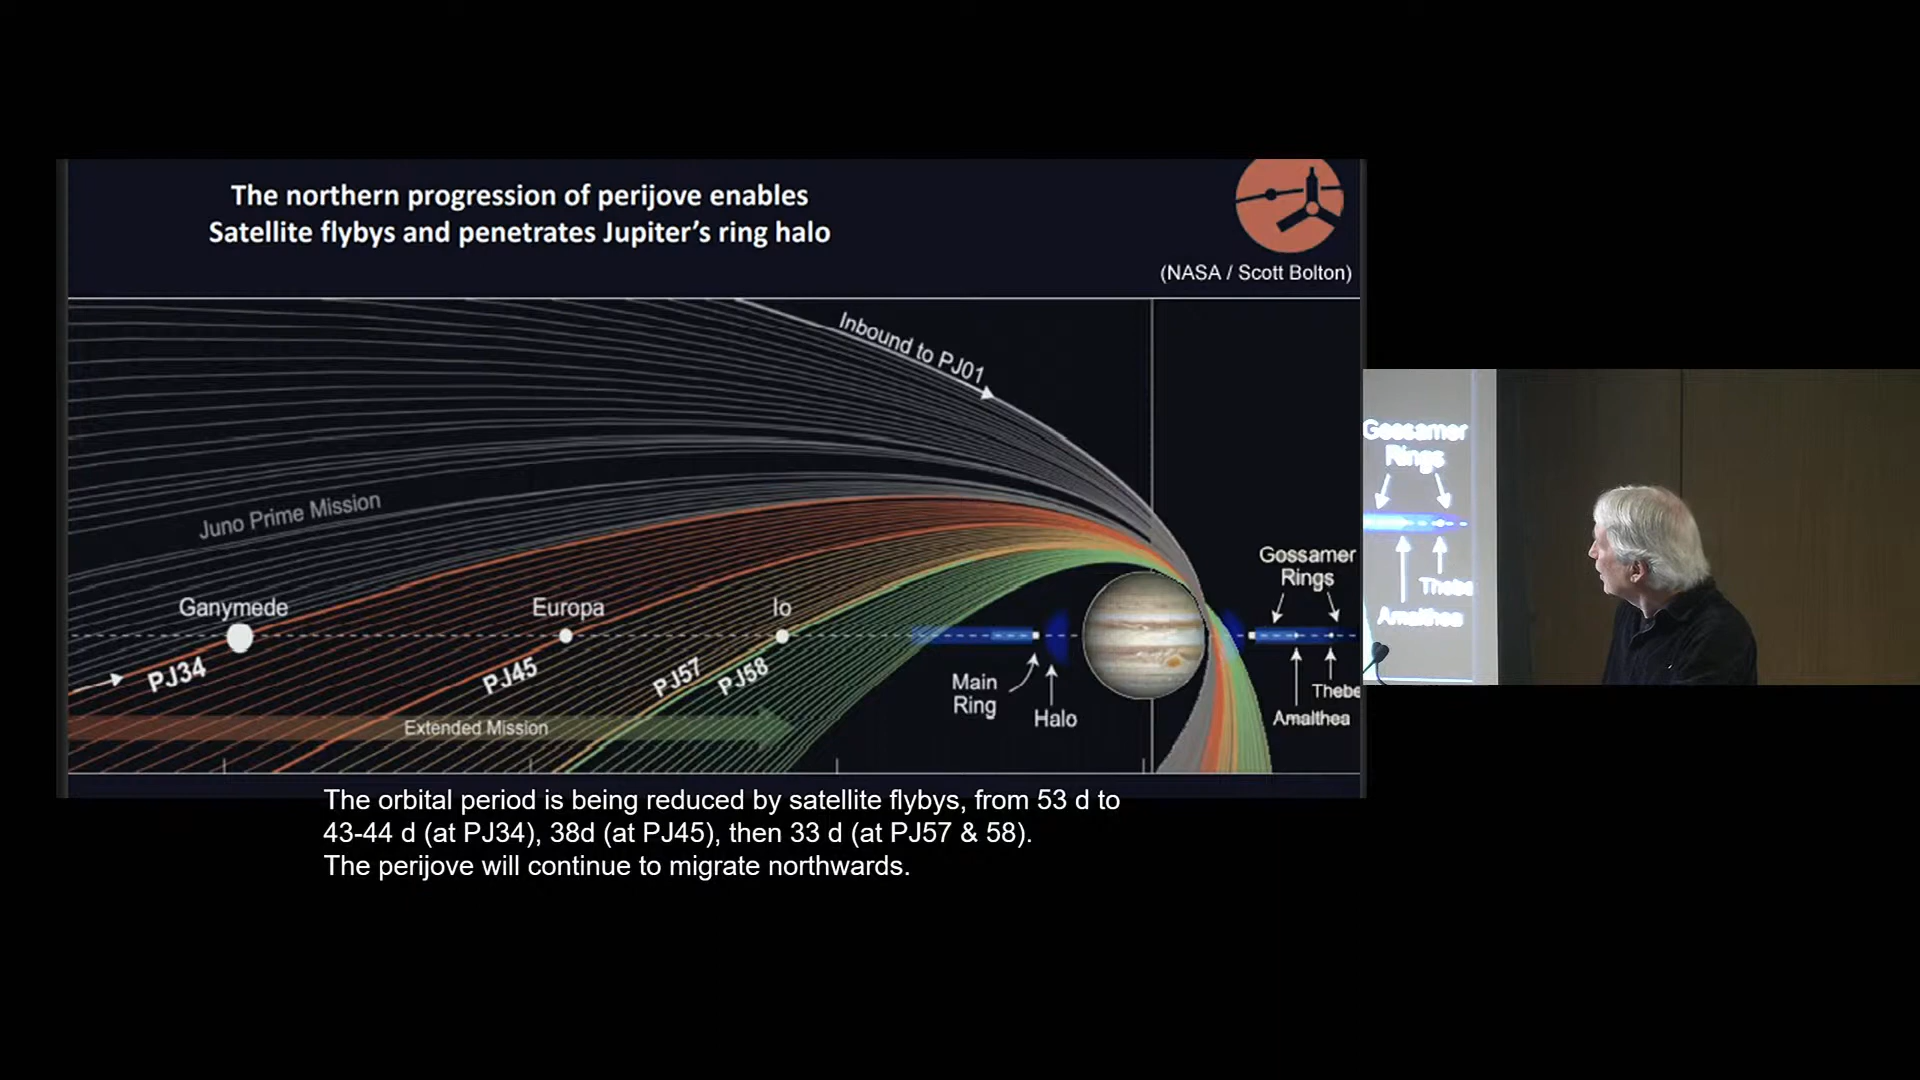 The northern progression of perijove enables
Satellite flybys and penetrates Jupiter's ring halo
(NASA / Scott Bolton)
Inbound to PJ01
Juno Prime Mission
Ganymede
Europa
Io
PJ34
PJ45
PJ57
PJ58
Extended Mission
Main
Ring
Halo
Gossamer
Rings
Thebe
Amalthea
The orbital period is being reduced by satellite flybys, from 53 d to
43-44 d (at PJ34), 38d (at PJ45), then 33 d (at PJ57 & 58).
The perijove will continue to migrate northwards.
Gossamer
Rings
Thebe
Amalthea